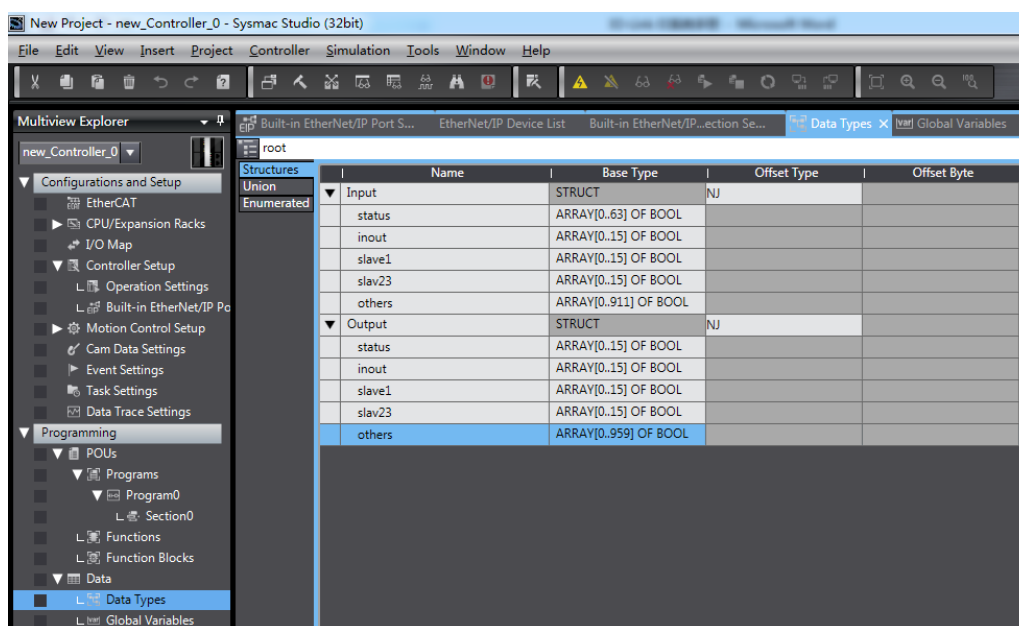 New Project - new_Controller_0 - Sysmac Studio (32bit)
File Edit View Insert Project Controller Simulation Tools Window Help
Multiview Explorer
new_Controller_0
Configurations and Setup
EtherCAT
CPU/Expansion Racks
I/O Map
Controller Setup
Operation Settings
Built-in EtherNet/IP Po
Motion Control Setup
Cam Data Settings
Event Settings
Task Settings
Data Trace Settings
Programming
POUs
Programs
Program0
Section0
Functions
Function Blocks
Data
Data Types
Global Variables
EIP Built-in EtherNet/IP Port S... EtherNet/IP Device List Built-in EtherNet/IP...ection Se... Data Types Var Global Variables
root
Structures
Union
Enumerated
Name Base Type Offset Type Offset Byte
Input STRUCT NJ
status ARRAY[0..63] OF BOOL
inout ARRAY[0..15] OF BOOL
slave1 ARRAY[0..15] OF BOOL
slav23 ARRAY[0..15] OF BOOL
others ARRAY[0..911] OF BOOL
Output STRUCT NJ
status ARRAY[0..15] OF BOOL
inout ARRAY[0..15] OF BOOL
slave1 ARRAY[0..15] OF BOOL
slav23 ARRAY[0..15] OF BOOL
others ARRAY[0..959] OF BOOL